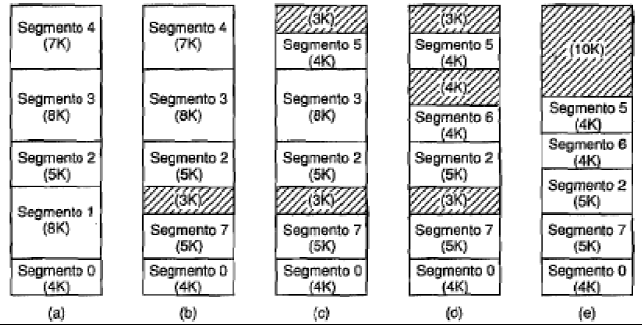 Segmento 4
(7K)
Segmento 3
(8K)
Segmento 2
(5K)
Segmento 1
(8K)
Segmento 0
(4K)
(a)
Segmento 4
(7K)
Segmento 3
(8K)
Segmento 2
(5K)
(3K)
Segmento 7
(5K)
Segmento 0
(4K)
(b)
(3K)
Segmento 5
(4K)
Segmento 3
(8K)
Segmento 2
(5K)
(3K)
Segmento 7
(5K)
Segmento 0
(4K)
(c)
(3K)
Segmento 5
(4K)
(4K)
Segmento 6
(4K)
Segmento 2
(5K)
(3K)
Segmento 7
(5K)
Segmento 0
(4K)
(d)
(10K)
Segmento 5
(4K)
Segmento 6
(4K)
Segmento 2
(5K)
Segmento 7
(5K)
Segmento 0
(4K)
(e)